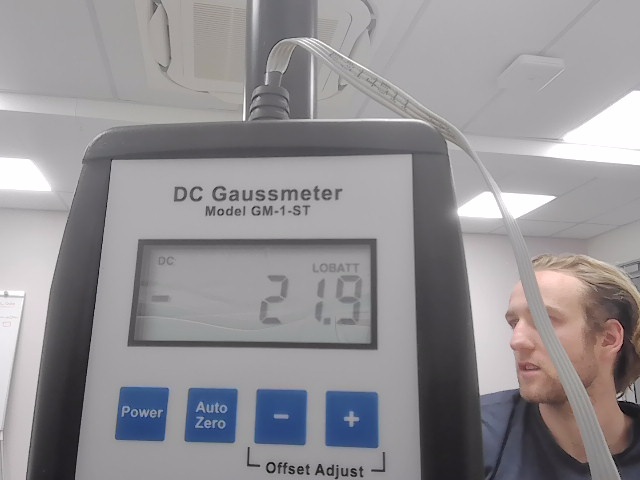 DC Gaussmeter
Model GM-1-ST
DC
LOBATT
- 21.9
Power
Auto
Zero
-
+
Offset Adjust